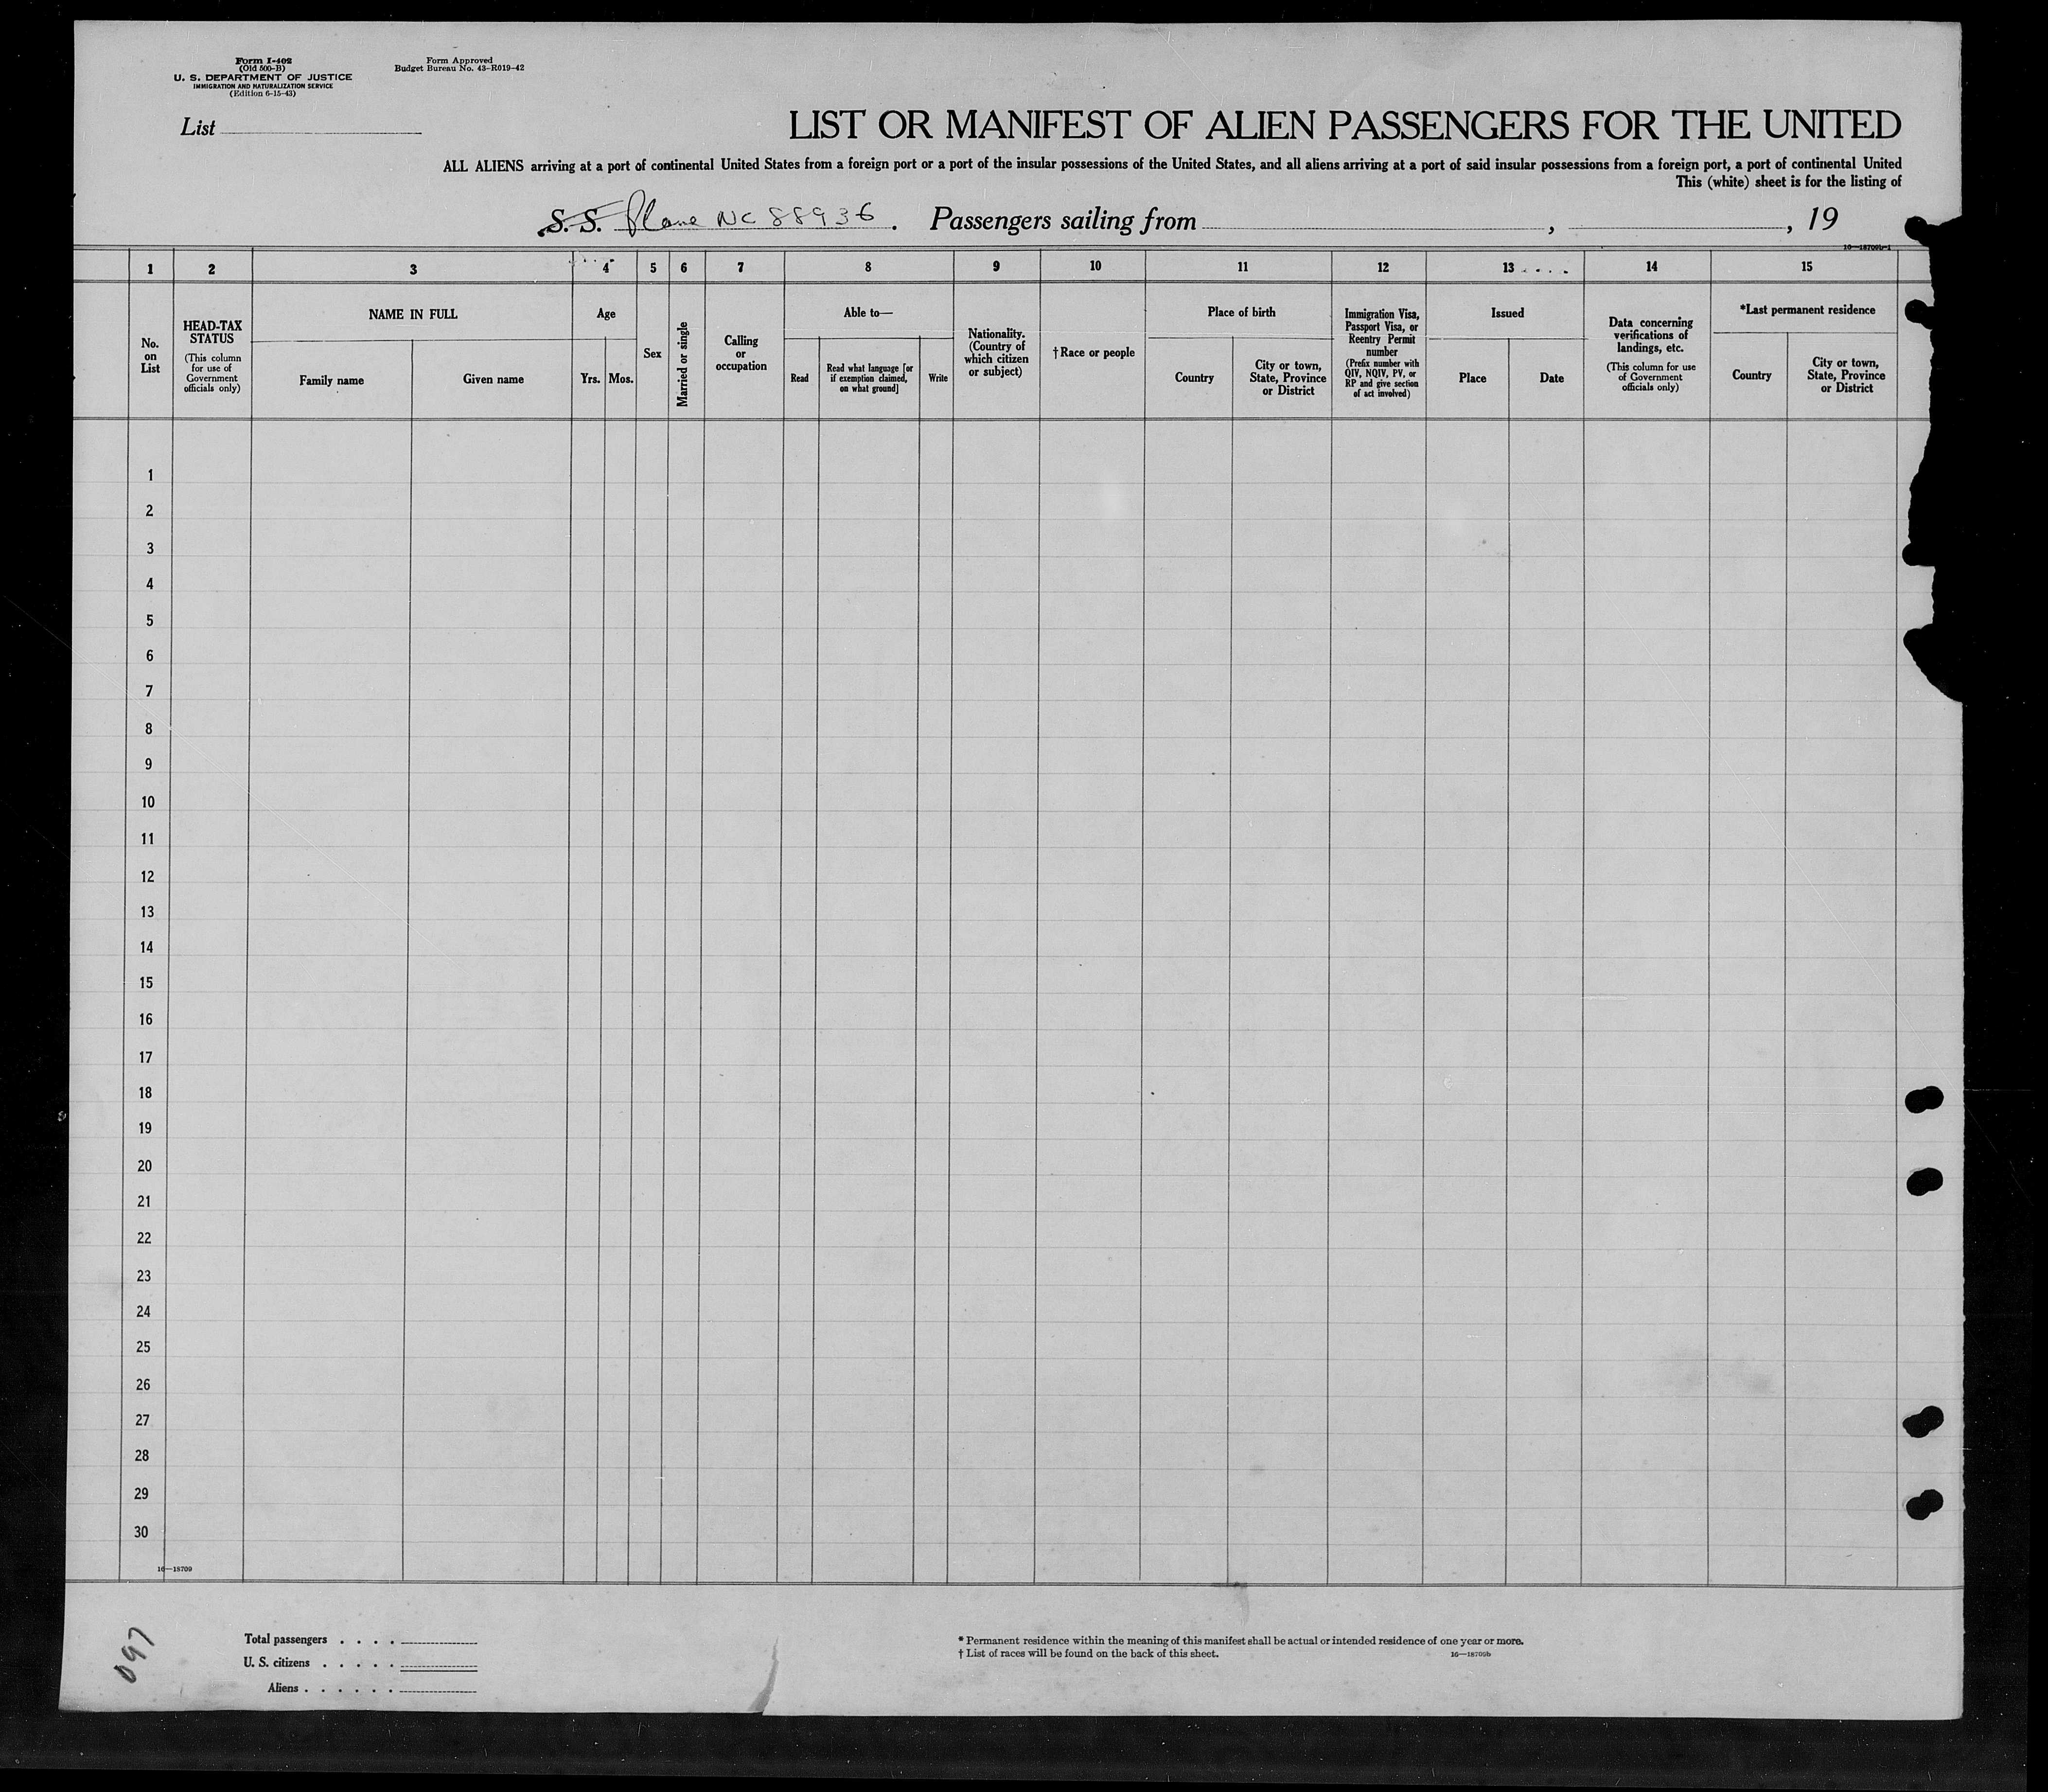 Form I-402
(Old 500-B)
U. S. DEPARTMENT OF JUSTICE
IMMIGRATION AND NATURALIZATION SERVICE
(Edition 6-15-43)
Form Approved
Budget Bureau No. 43-R019-42
List
LIST OR MANIFEST OF ALIEN PASSENGERS FOR THE UNITED
ALL ALIENS arriving at a port of continental United States from a foreign port or a port of the insular possessions of the United States, and all aliens arriving at a port of said insular possessions from a foreign port, a port of continental United
This (white) sheet is for the listing of
S. S. Plane NC 88936. Passengers sailing from , , 19
16—18709b-1
1 2 3 4 5 6 7 8 9 10 11 12 13 14 15
No.
on
List
HEAD-TAX
STATUS
(This column
for use of
Government
officials only)
NAME IN FULL
Family name
Given name
Age
Yrs.
Mos.
Sex
Married or single
Calling
or
occupation
Able to—
Read
Read what language [or
if exemption claimed,
on what ground]
Write
Nationality.
(Country of
which citizen
or subject)
†Race or people
Place of birth
Country
City or town,
State, Province
or District
Immigration Visa,
Passport Visa, or
Reentry Permit
number
(Prefix number with
QIV, NQIV, PV, or
RP and give section
of act involved)
Issued
Place
Date
Data concerning
verifications of
landings, etc.
(This column for use
of Government
officials only)
*Last permanent residence
Country
City or town,
State, Province
or District
1
2
3
4
5
6
7
8
9
10
11
12
13
14
15
16
17
18
19
20
21
22
23
24
25
26
27
28
29
30
16—18709
097
Total passengers . . . .
U. S. citizens . . . . .
Aliens . . . . . .
* Permanent residence within the meaning of this manifest shall be actual or intended residence of one year or more.
† List of races will be found on the back of this sheet.
16—18709b